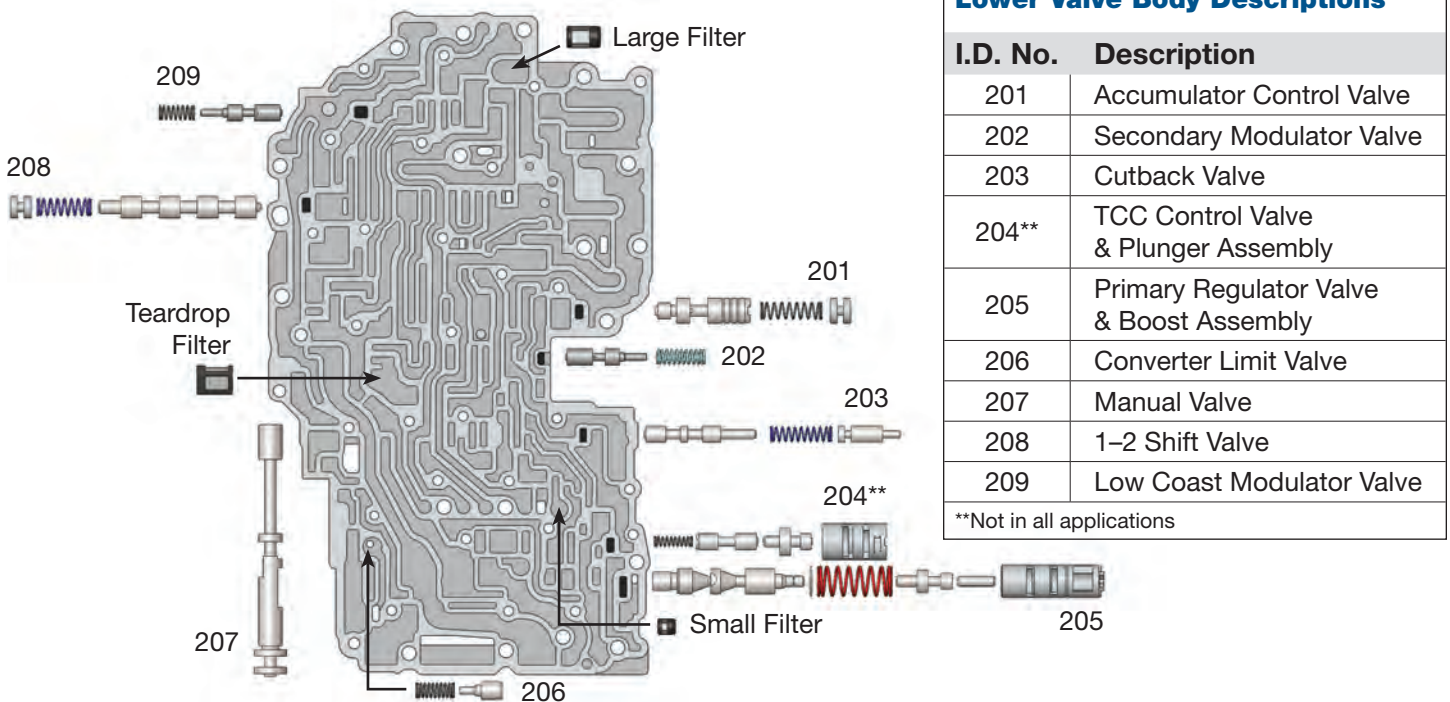 Lower Valve Body Descriptions
I.D. No. Description
201 Accumulator Control Valve
202 Secondary Modulator Valve
203 Cutback Valve
204** TCC Control Valve
& Plunger Assembly
205 Primary Regulator Valve
& Boost Assembly
206 Converter Limit Valve
207 Manual Valve
208 1–2 Shift Valve
209 Low Coast Modulator Valve
**Not in all applications
Large Filter
209
208
201
Teardrop
Filter
202
203
204**
207
Small Filter
205
206